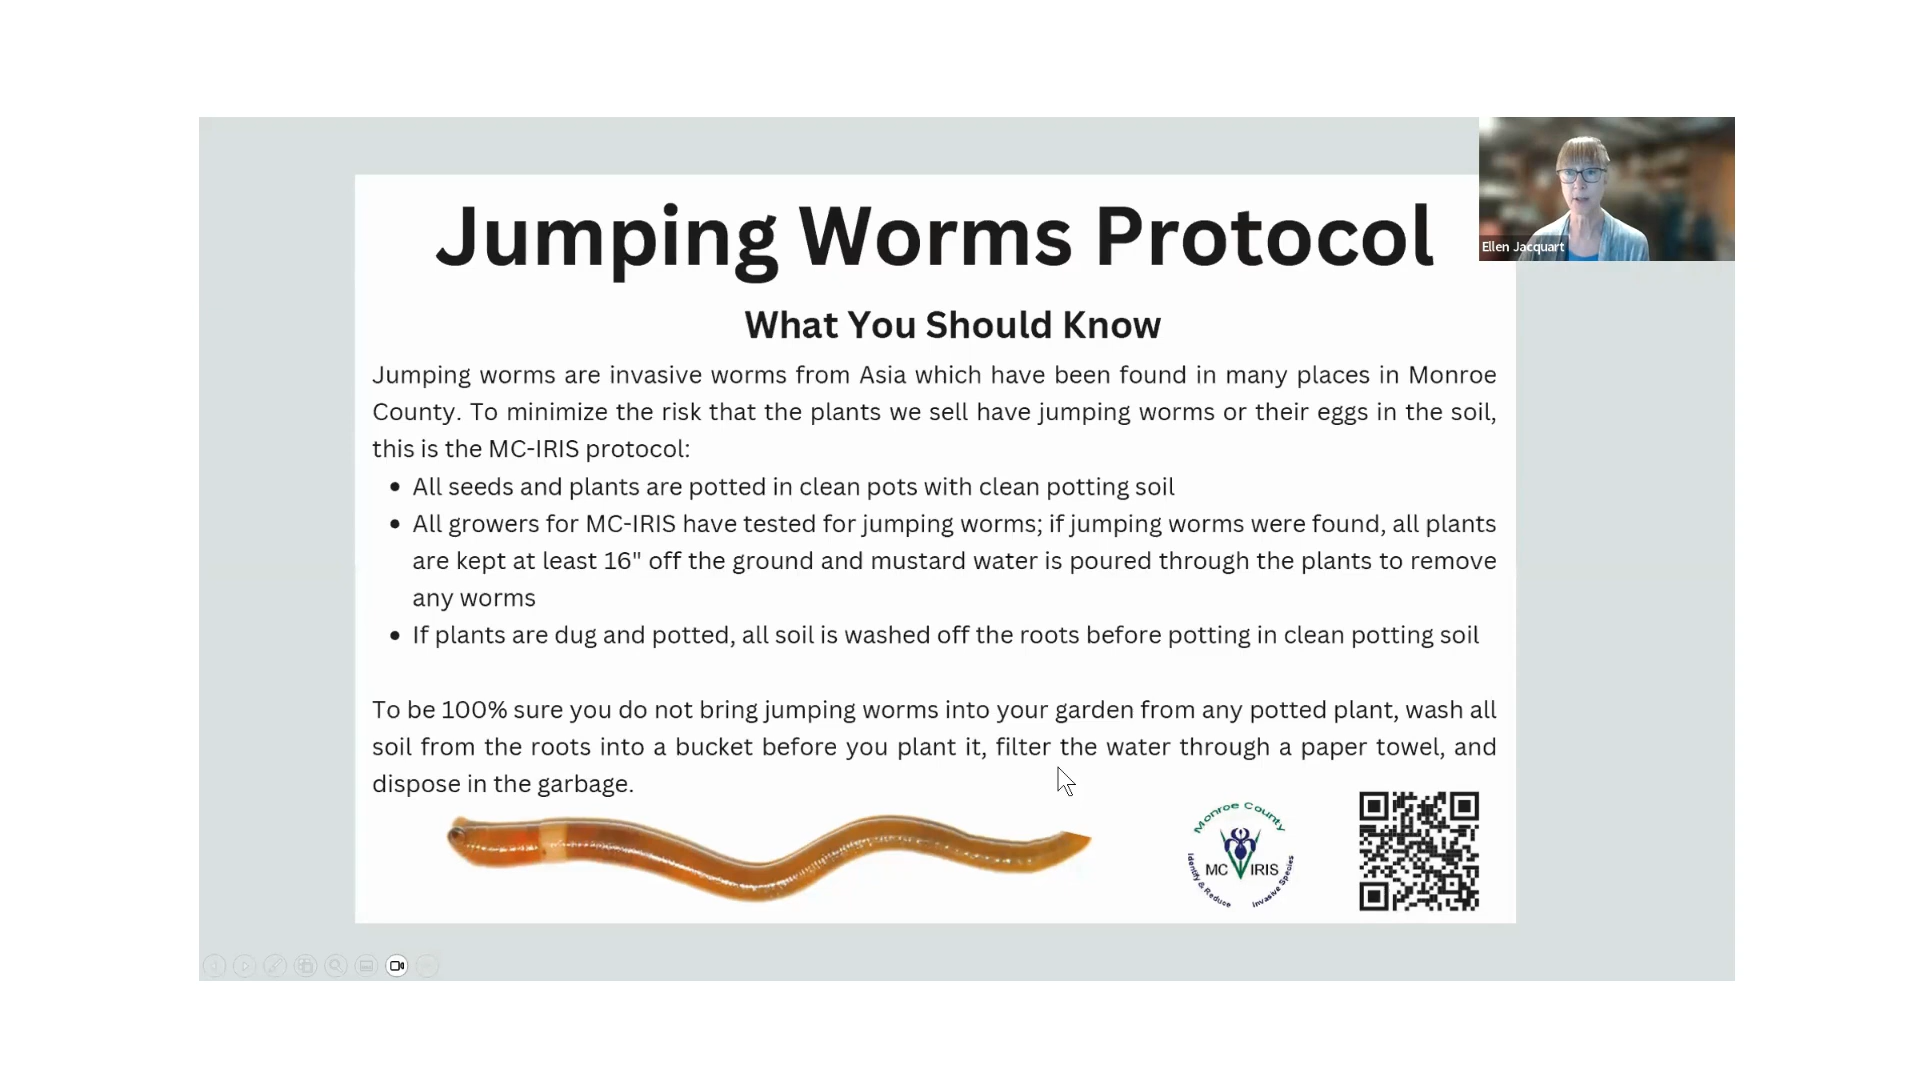 Jumping Worms Protocol
Ellen Jacquart
What You Should Know
Jumping worms are invasive worms from Asia which have been found in many places in Monroe
County. To minimize the risk that the plants we sell have jumping worms or their eggs in the soil,
this is the MC-IRIS protocol:
• All seeds and plants are potted in clean pots with clean potting soil
• All growers for MC-IRIS have tested for jumping worms; if jumping worms were found, all plants
are kept at least 16" off the ground and mustard water is poured through the plants to remove
any worms
• If plants are dug and potted, all soil is washed off the roots before potting in clean potting soil
To be 100% sure you do not bring jumping worms into your garden from any potted plant, wash all
soil from the roots into a bucket before you plant it, filter the water through a paper towel, and
dispose in the garbage.
Monroe County
MC IRIS
Identify & Reduce Invasive Species